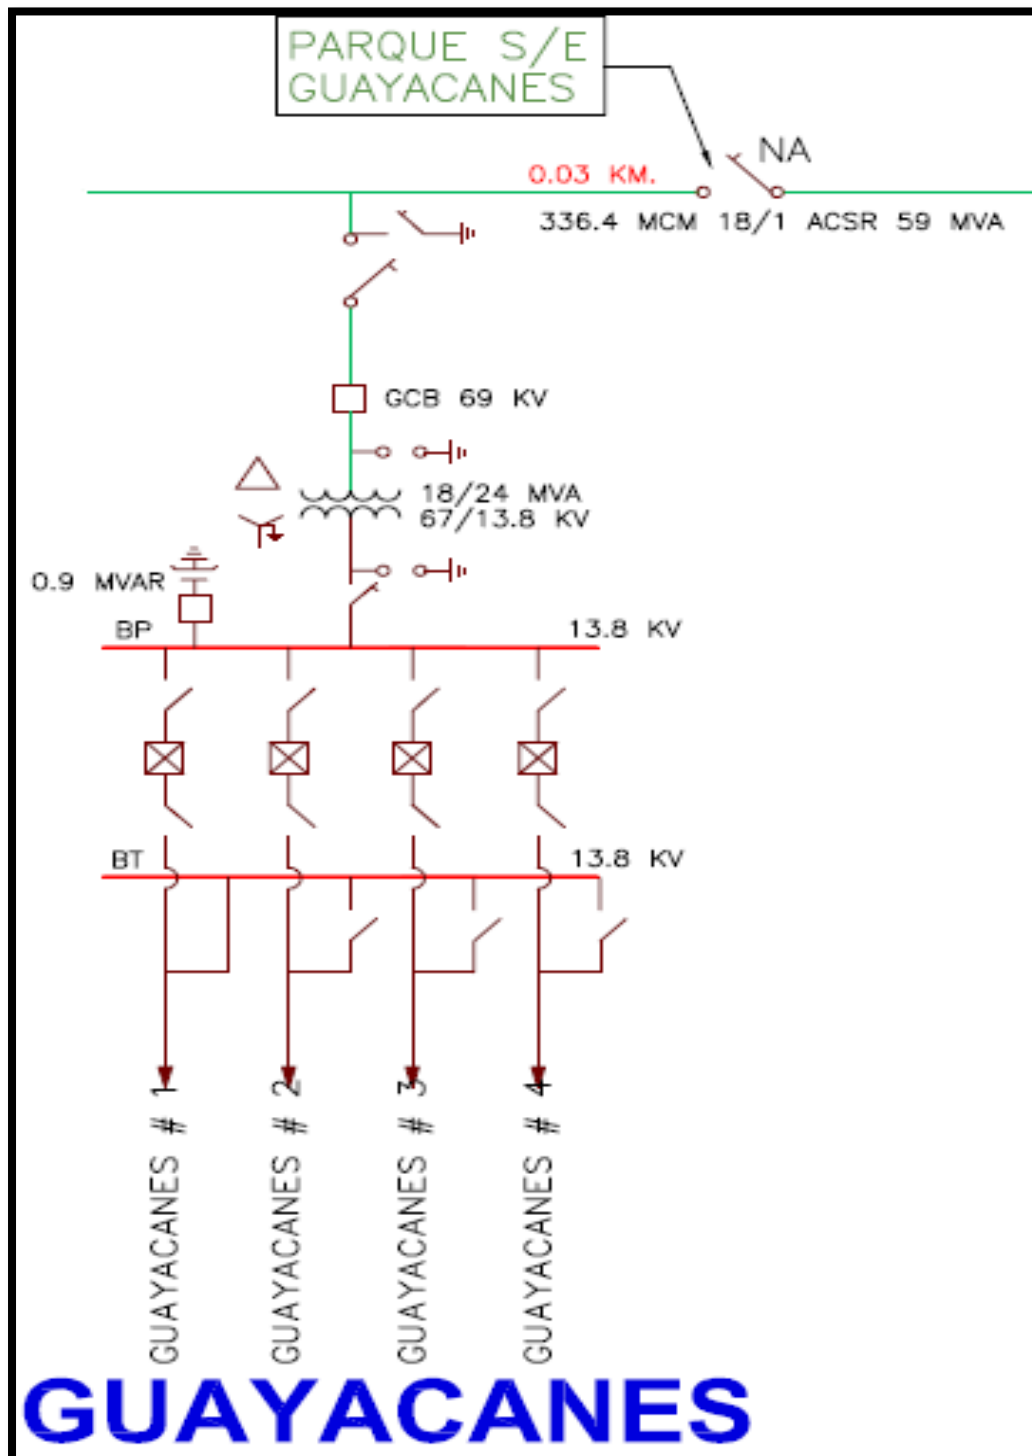 PARQUE S/E
GUAYACANES
NA
0.03 KM.
336.4 MCM 18/1 ACSR 59 MVA
GCB 69 KV
18/24 MVA
67/13.8 KV
0.9 MVAR
BP
13.8 KV
BT
13.8 KV
GUAYACANES # 1
GUAYACANES # 2
GUAYACANES # 3
GUAYACANES # 4
GUAYACANES